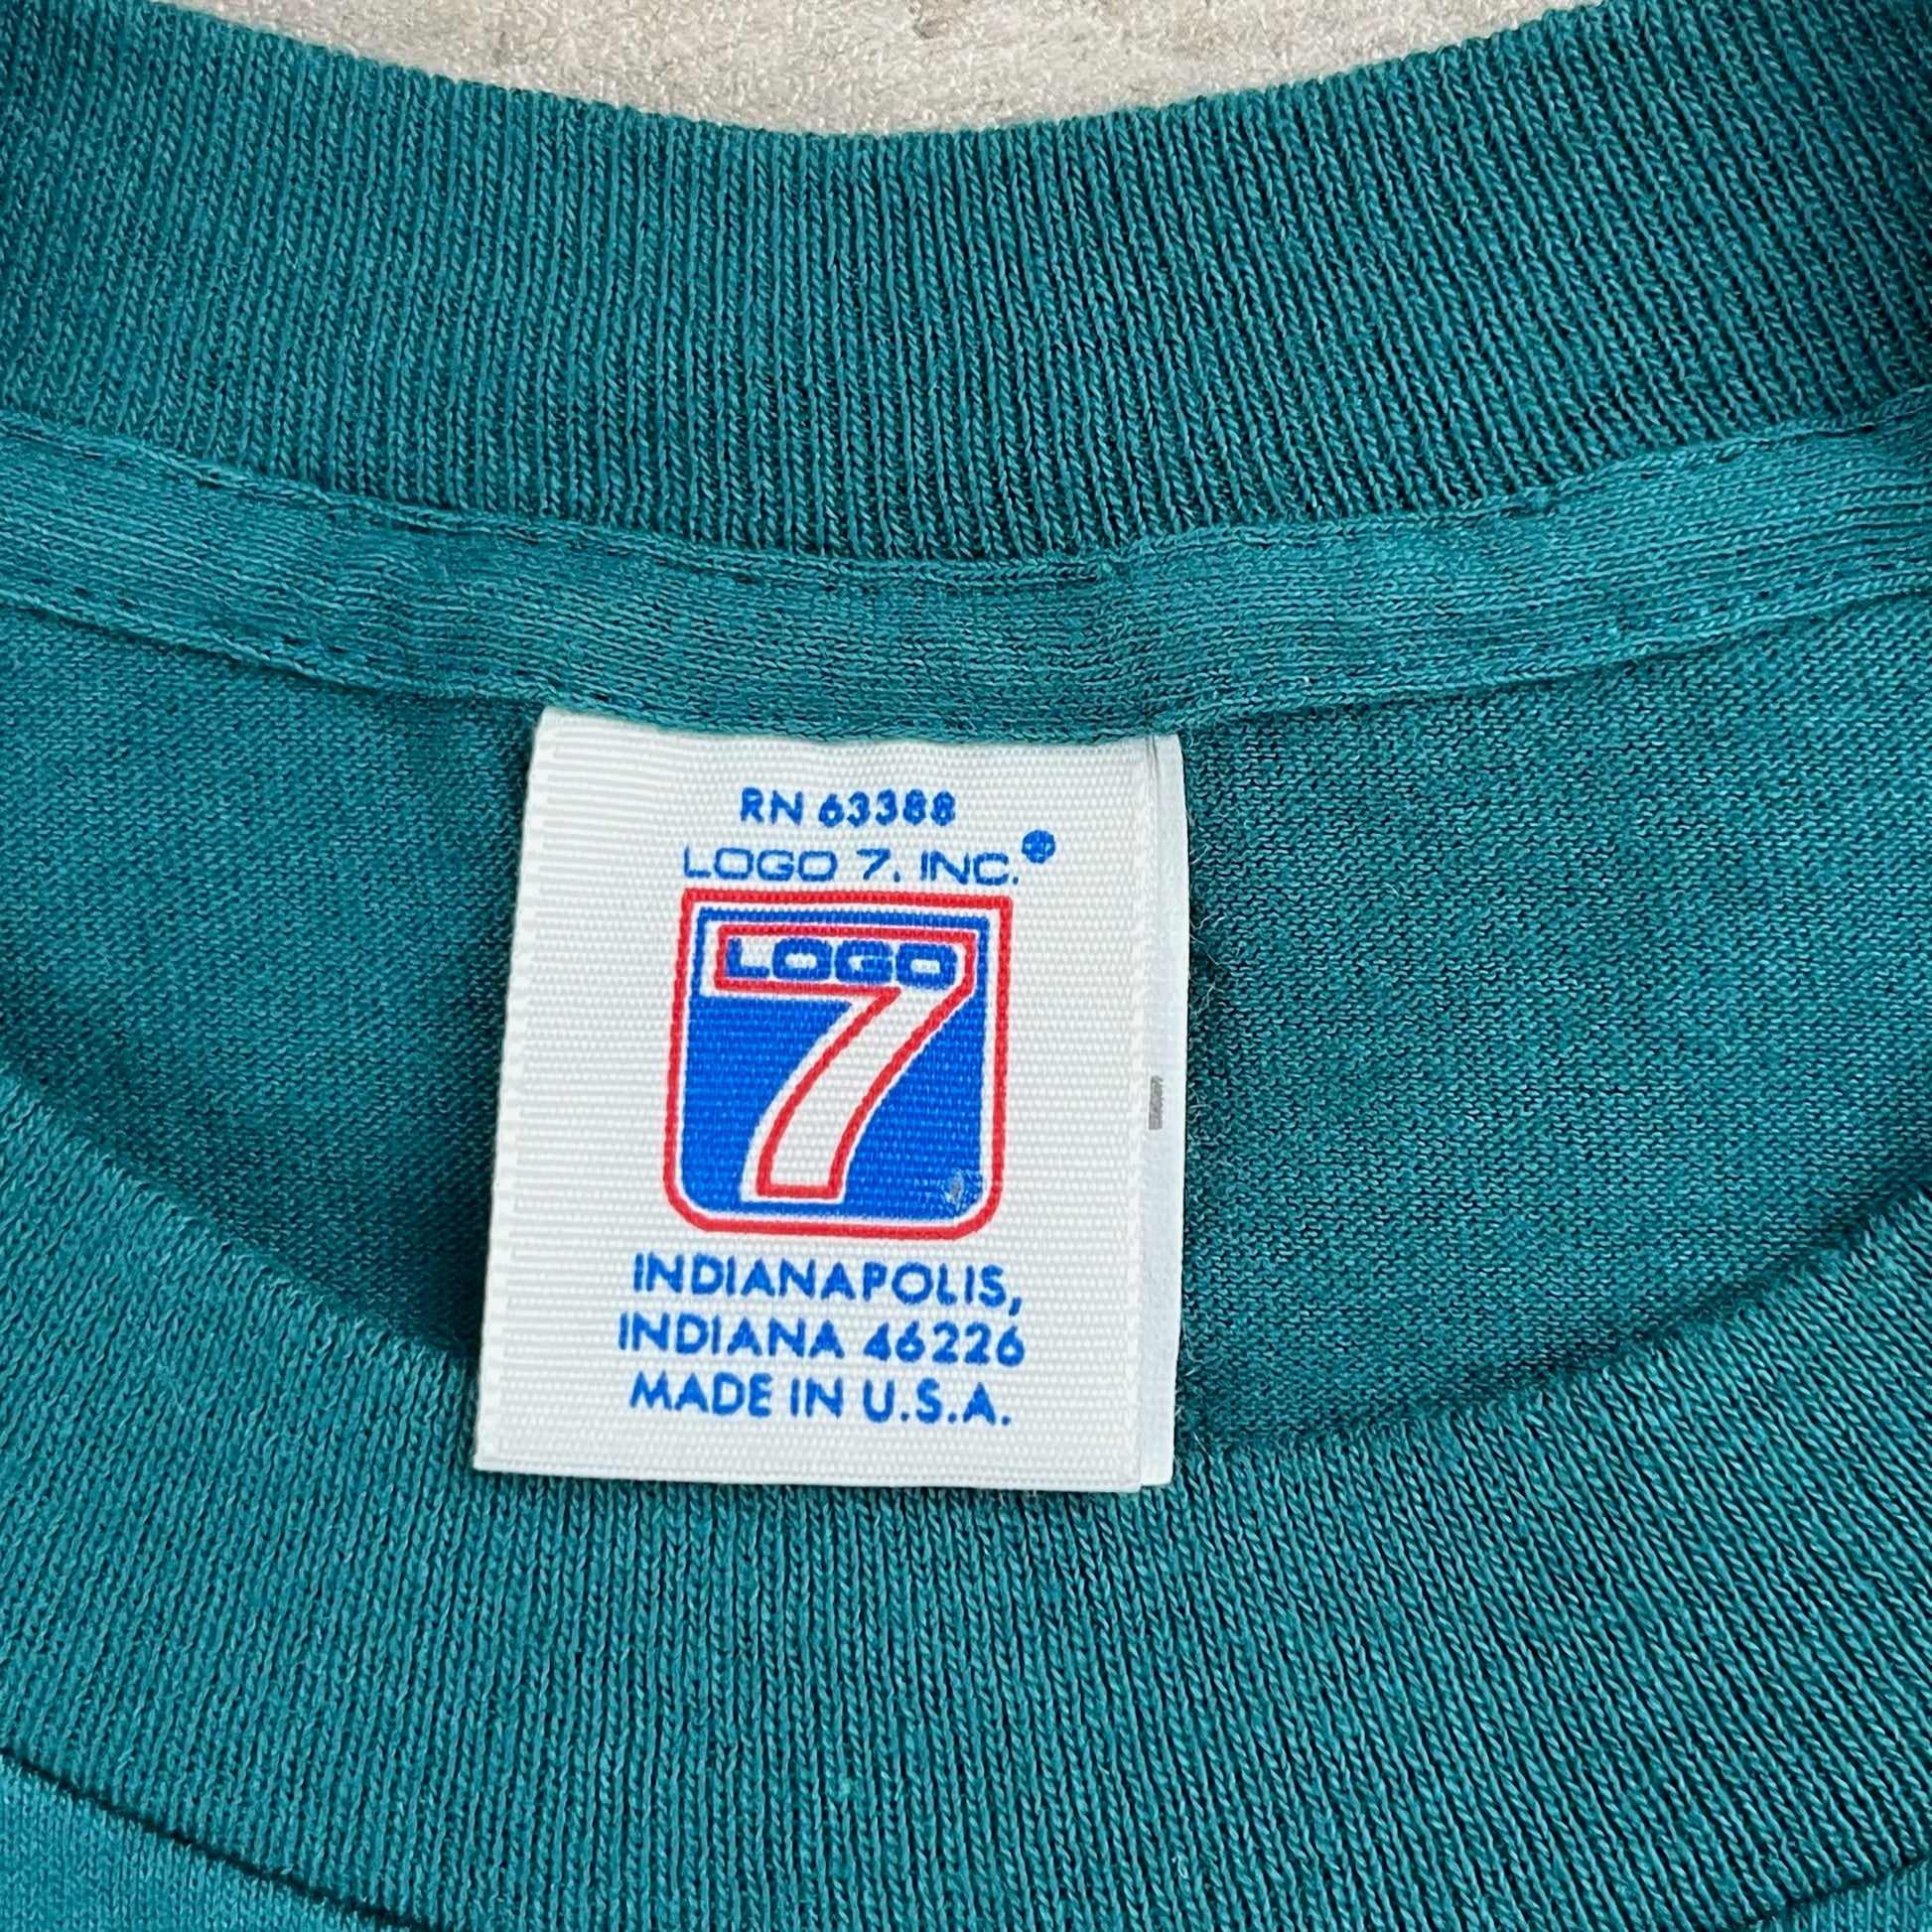 RN 63388
LOGO 7, INC.®
LOGO
7
INDIANAPOLIS,
INDIANA 46226
MADE IN U.S.A.